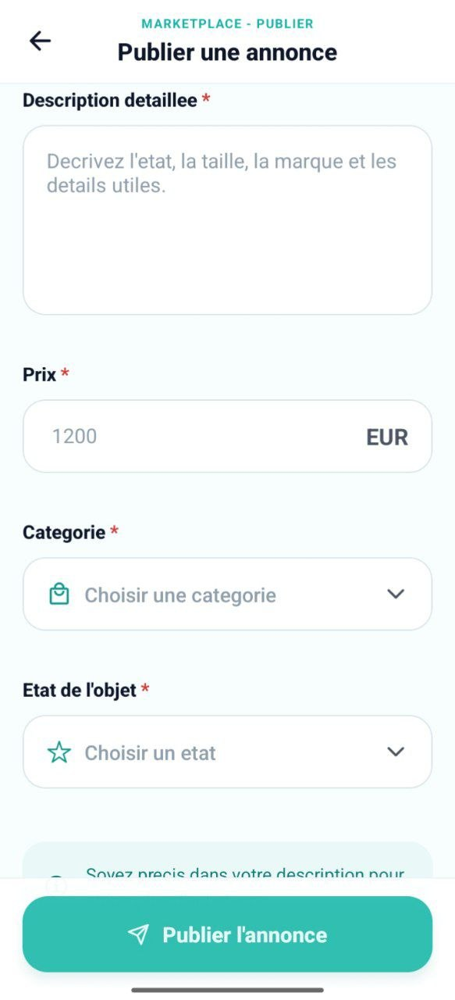 MARKETPLACE - PUBLIER
Publier une annonce
Description detaillee *
Decrivez l'etat, la taille, la marque et les
details utiles.
Prix *
1200 EUR
Categorie *
Choisir une categorie
Etat de l'objet *
Choisir un etat
Soyez precis dans votre description pour
Publier l'annonce